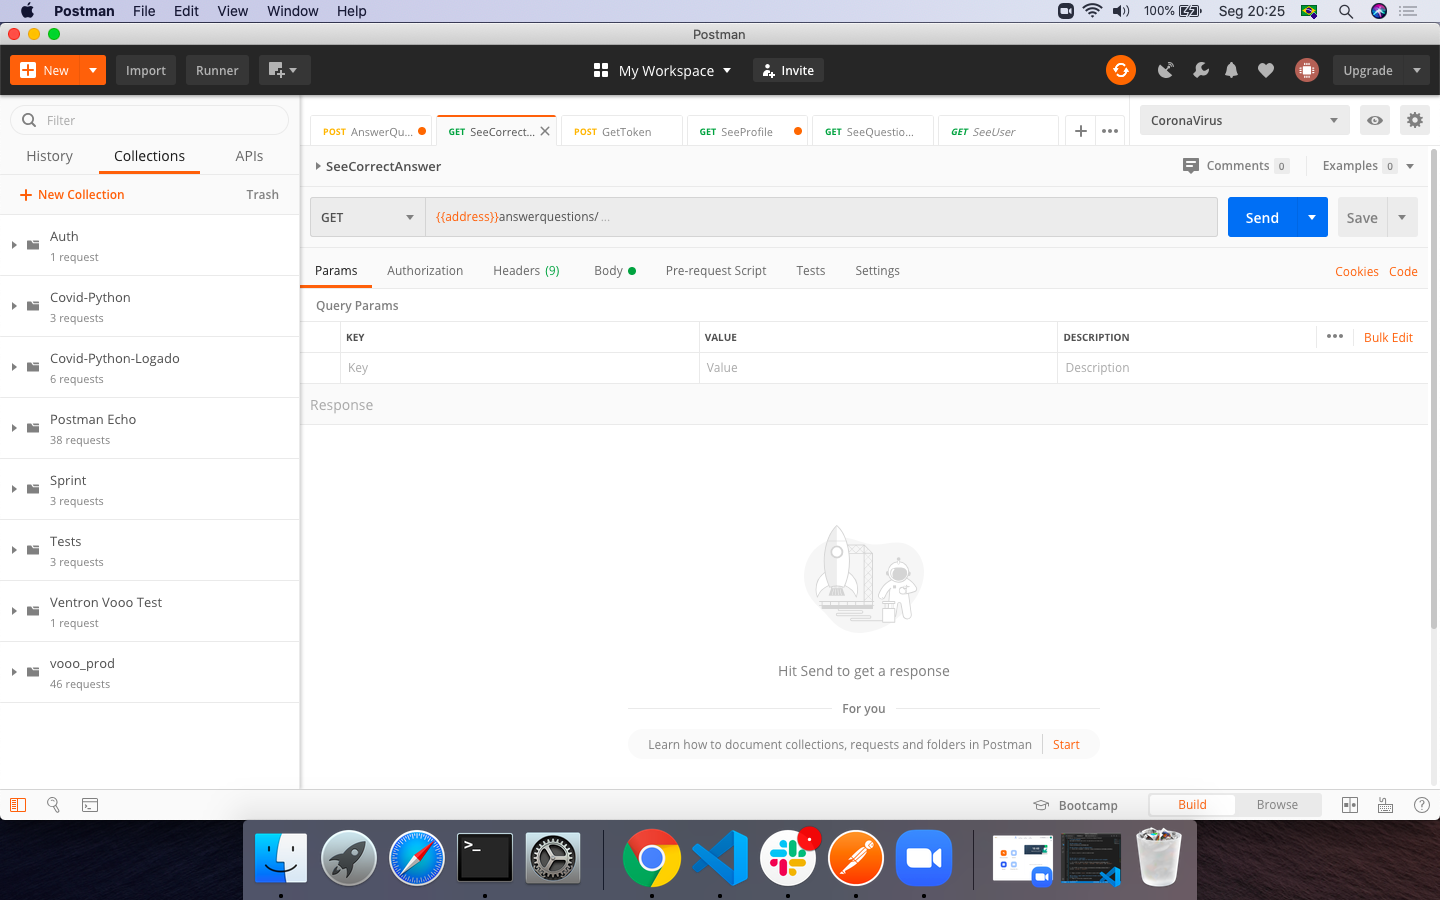 Postman File Edit View Window Help 100% Seg 20:25
Postman
New Import Runner My Workspace Invite Upgrade
Filter
History Collections APIs
New Collection Trash
Auth
1 request
Covid-Python
3 requests
Covid-Python-Logado
6 requests
Postman Echo
38 requests
Sprint
3 requests
Tests
3 requests
Ventron Vooo Test
1 request
vooo_prod
46 requests
POST AnswerQu... GET SeeCorrect... POST GetToken GET SeeProfile GET SeeQuestio... GET SeeUser
CoronaVirus
SeeCorrectAnswer Comments 0 Examples 0
GET {{address}}answerquestions/ ... Send Save
Params Authorization Headers (9) Body Pre-request Script Tests Settings Cookies Code
Query Params
KEY VALUE DESCRIPTION Bulk Edit
Key Value Description
Response
Hit Send to get a response
For you
Learn how to document collections, requests and folders in Postman Start
Bootcamp Build Browse
>_